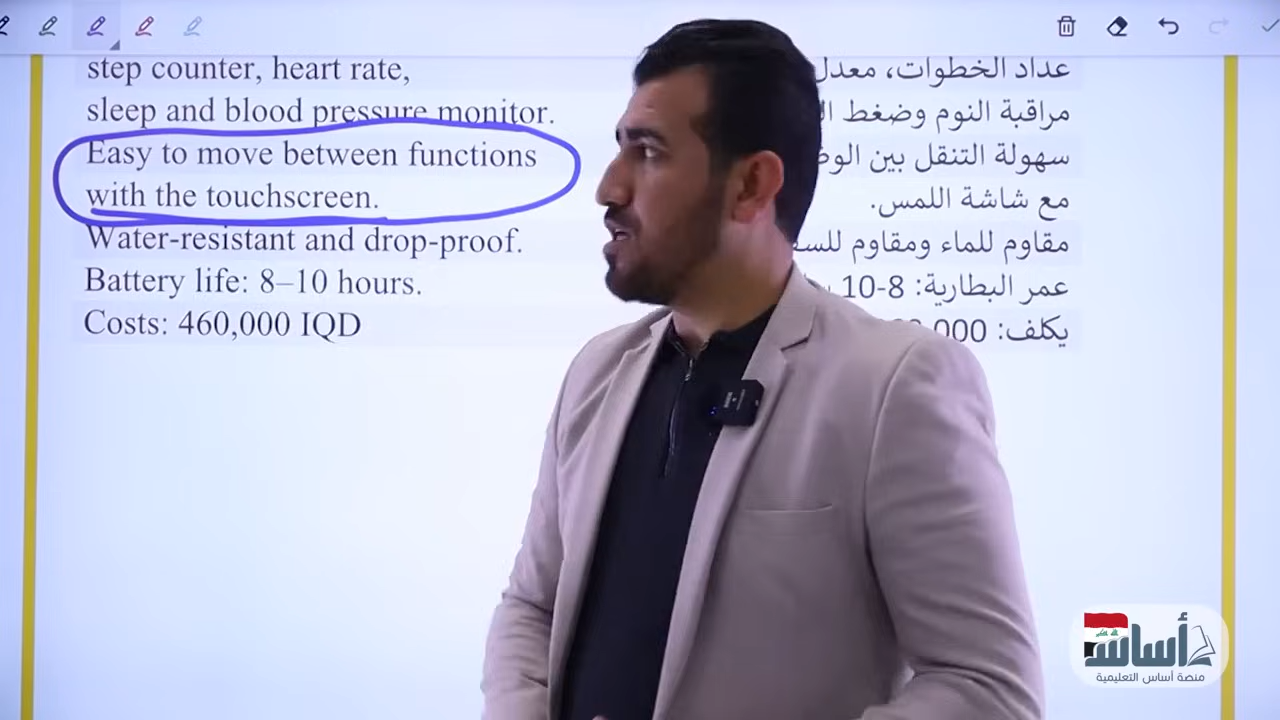 step counter, heart rate,
sleep and blood pressure monitor.
Easy to move between functions
with the touchscreen.
Water-resistant and drop-proof.
Battery life: 8–10 hours.
Costs: 460,000 IQD
عداد الخطوات، معدل
مراقبة النوم وضغط
سهولة التنقل بين
مع شاشة اللمس.
مقاوم للماء ومقاوم
عمر البطارية: 8-10
يكلف:
أساس
منصة أساس التعليمية